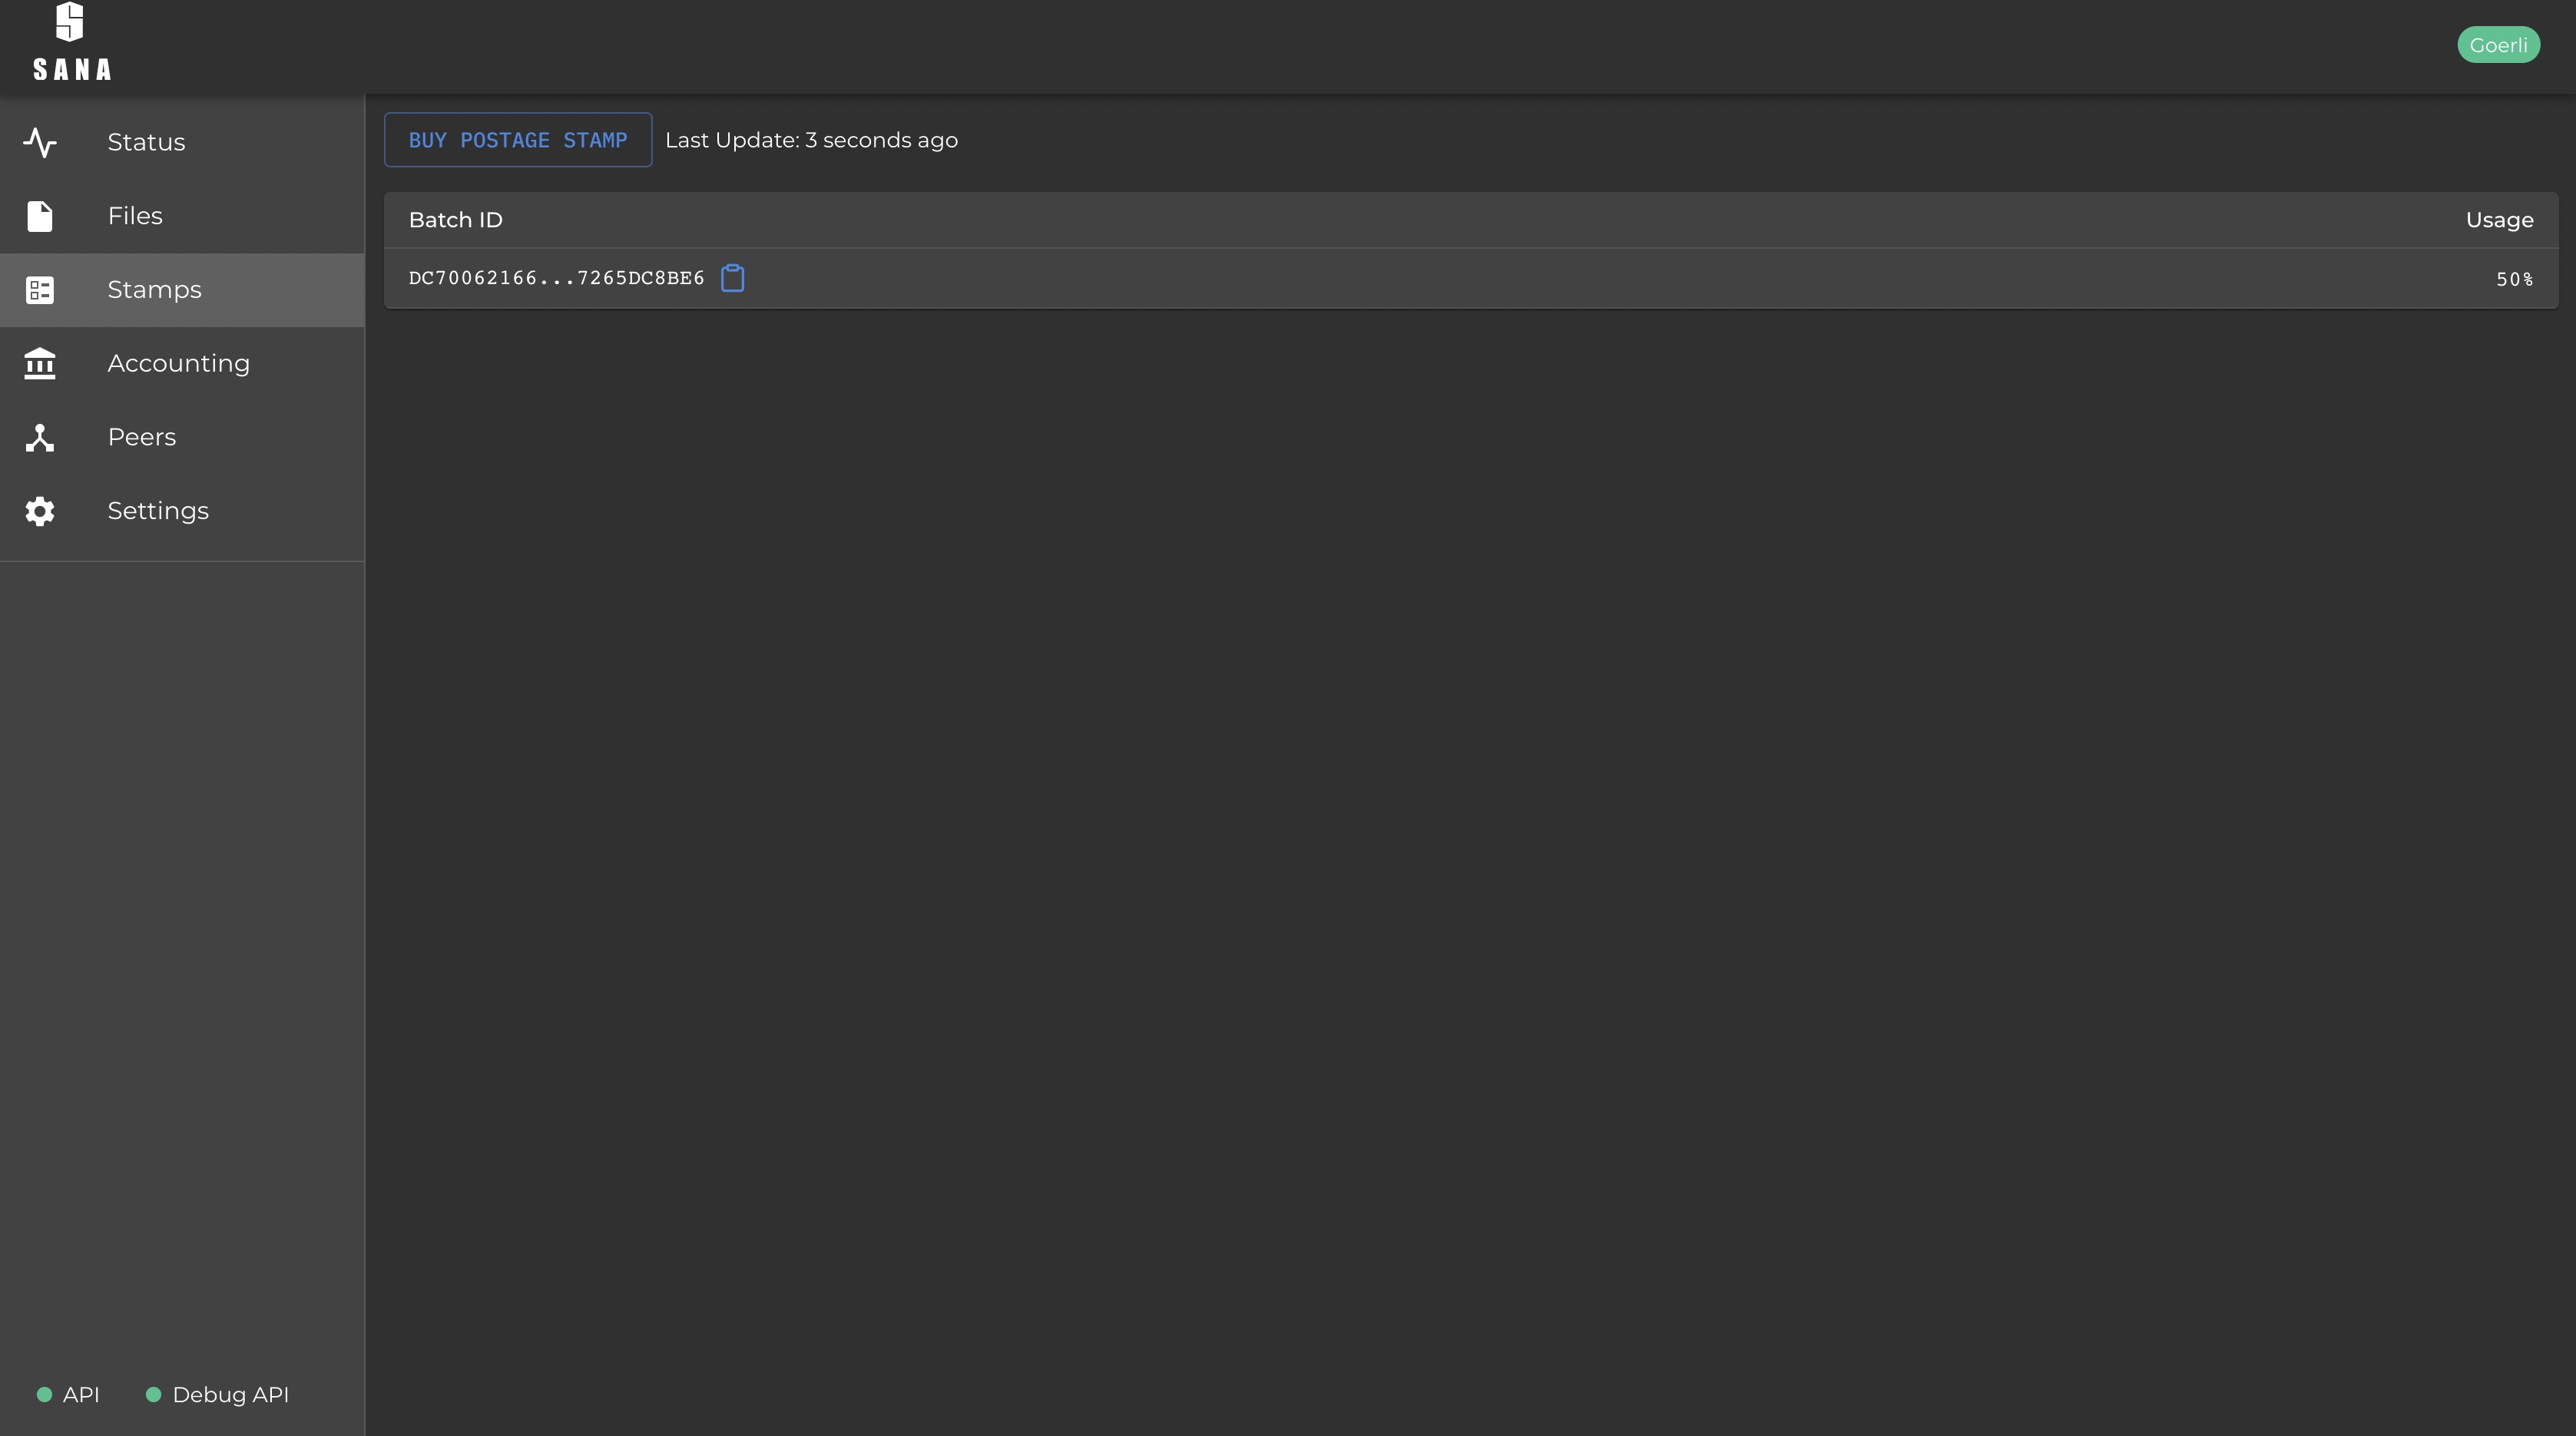 SANA
Goerli
Status
Files
Stamps
Accounting
Peers
Settings
API
Debug API
BUY POSTAGE STAMP
Last Update: 3 seconds ago
Batch ID
Usage
DC70062166...7265DC8BE6
50%